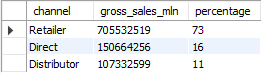 channel gross_sales_mln percentage
Retailer 705532519 73
Direct 150664256 16
Distributor 107332599 11